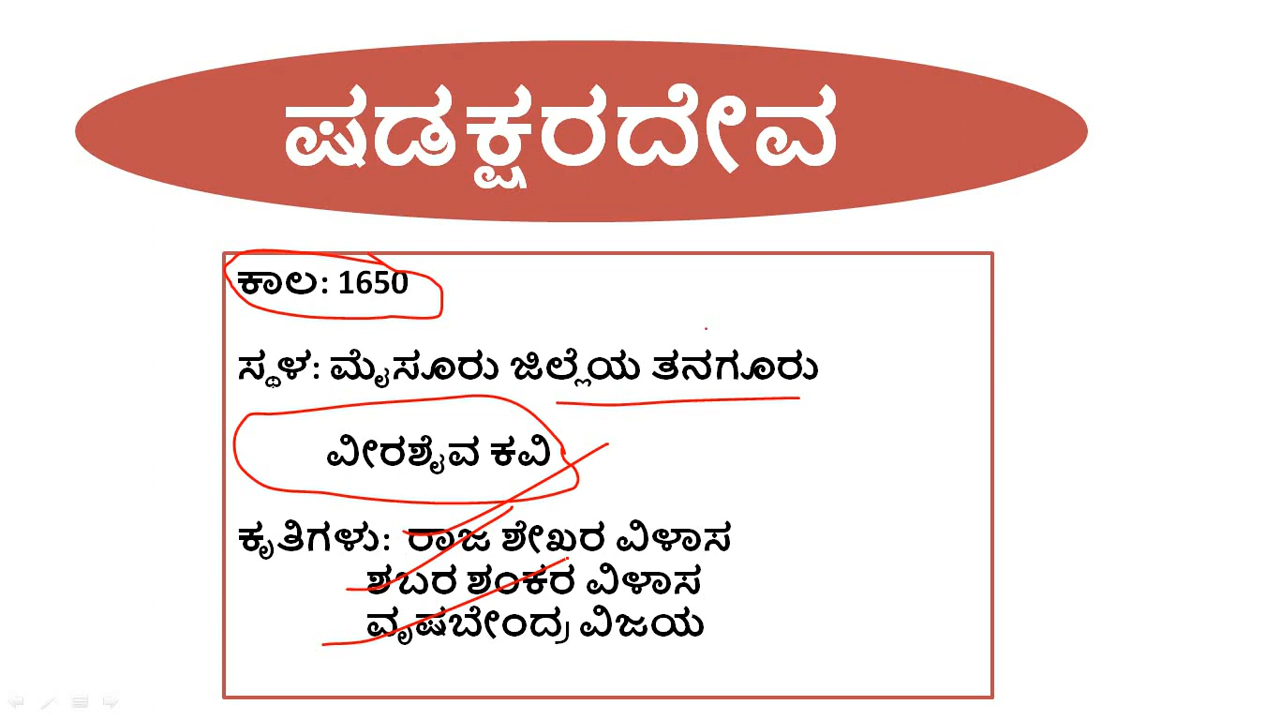 ಷಡಕ್ಷರದೇವ
ಕಾಲ: 1650
ಸ್ಥಳ: ಮೈಸೂರು ಜಿಲ್ಲೆಯ ತನಗೂರು
ವೀರಶೈವ ಕವಿ
ಕೃತಿಗಳು: ರಾಜ ಶೇಖರ ವಿಳಾಸ
ಶಬರ ಶಂಕರ ವಿಳಾಸ
ವೃಷಬೇಂದ್ರ ವಿಜಯ